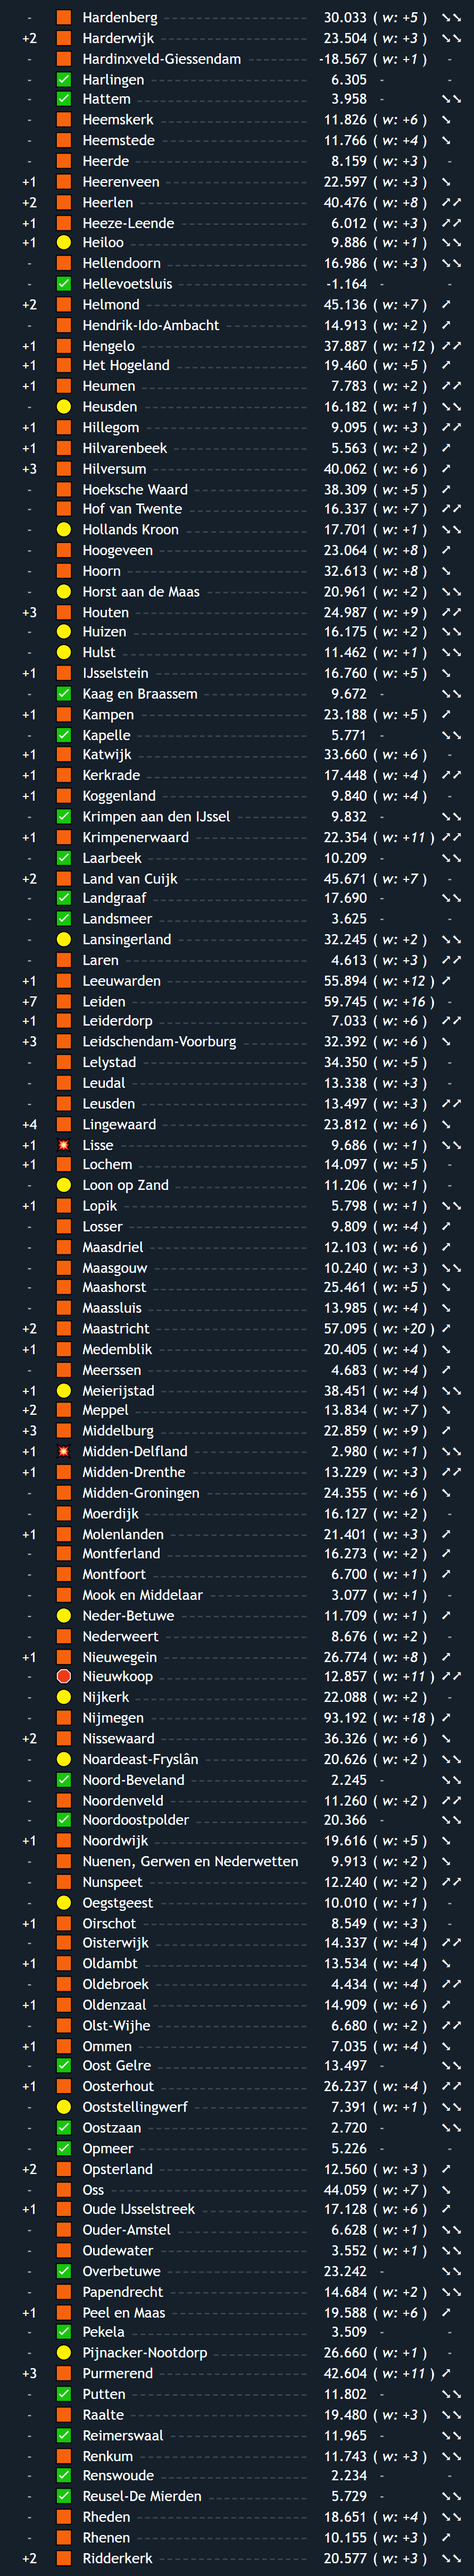 - Hardenberg 30.033 ( w: +5 ) ➘
+2 Harderwijk 23.504 ( w: +3 ) ➘➘
- Hardinxveld-Giessendam -18.567 ( w: +1 ) -
- ✅ Harlingen 6.305 - -
- ✅ Hattem 3.958 - ➘➘
- Heemskerk 11.826 ( w: +6 ) ➘
- Heemstede 11.766 ( w: +4 ) ➘
- Heerde 8.159 ( w: +3 ) -
+1 Heerenveen 22.597 ( w: +3 ) ➘
+2 Heerlen 40.476 ( w: +8 ) ➚➚
+1 Heeze-Leende 6.012 ( w: +3 ) ➚➚
+1 Heiloo 9.886 ( w: +1 ) ➘➘
- Hellendoorn 16.986 ( w: +3 ) ➘➘
- ✅ Hellevoetsluis -1.164 - -
+2 Helmond 45.136 ( w: +7 ) ➚
- Hendrik-Ido-Ambacht 14.913 ( w: +2 ) ➚
+1 Hengelo 37.887 ( w: +12 ) ➚➚
+1 Het Hogeland 19.460 ( w: +5 ) ➚
+1 Heumen 7.783 ( w: +2 ) ➚➚
- Heusden 16.182 ( w: +1 ) ➘➘
+1 Hillegom 9.095 ( w: +3 ) ➚➚
+1 Hilvarenbeek 5.563 ( w: +2 ) ➚
+3 Hilversum 40.062 ( w: +6 ) ➚
- Hoeksche Waard 38.309 ( w: +5 ) ➚
- Hof van Twente 16.337 ( w: +7 ) ➚➚
- Hollands Kroon 17.701 ( w: +1 ) ➘➘
- Hoogeveen 23.064 ( w: +8 ) ➚
- Hoorn 32.613 ( w: +8 ) ➘
- Horst aan de Maas 20.961 ( w: +2 ) ➘➘
+3 Houten 24.987 ( w: +9 ) ➚➚
- Huizen 16.175 ( w: +2 ) ➘➘
- Hulst 11.462 ( w: +1 ) ➘➘
+1 IJsselstein 16.760 ( w: +5 ) ➘
- ✅ Kaag en Braassem 9.672 - ➘➘
+1 Kampen 23.188 ( w: +5 ) ➚
- ✅ Kapelle 5.771 - ➘➘
+1 Katwijk 33.660 ( w: +6 ) -
+1 Kerkrade 17.448 ( w: +4 ) ➚➚
+1 Koggenland 9.840 ( w: +4 ) -
- ✅ Krimpen aan den IJssel 9.832 - ➘➘
+1 Krimpenerwaard 22.354 ( w: +11 ) ➚➚
- ✅ Laarbeek 10.209 - ➘➘
+2 Land van Cuijk 45.671 ( w: +7 ) -
- ✅ Landgraaf 17.690 - ➘➘
- ✅ Landsmeer 3.625 - -
- Lansingerland 32.245 ( w: +2 ) ➘➘
- Laren 4.613 ( w: +3 ) ➚➚
+1 Leeuwarden 55.894 ( w: +12 ) ➚
+7 Leiden 59.745 ( w: +16 ) -
+1 Leiderdorp 7.033 ( w: +6 ) ➚➚
+3 Leidschendam-Voorburg 32.392 ( w: +6 ) ➘
- Lelystad 34.350 ( w: +5 ) -
- Leudal 13.338 ( w: +3 ) -
- Leusden 13.497 ( w: +3 ) ➚➚
+4 Lingewaard 23.812 ( w: +6 ) ➘
+1 Lisse 9.686 ( w: +1 ) ➘➘
+1 Lochem 14.097 ( w: +5 ) -
- Loon op Zand 11.206 ( w: +1 ) -
+1 Lopik 5.798 ( w: +1 ) ➘➘
- Losser 9.809 ( w: +4 ) ➚
- Maasdriel 12.103 ( w: +6 ) ➚
- Maasgouw 10.240 ( w: +3 ) ➘➘
- Maashorst 25.461 ( w: +5 ) ➘
- Maassluis 13.985 ( w: +4 ) ➘
+2 Maastricht 57.095 ( w: +20 ) ➚
+1 Medemblik 20.405 ( w: +4 ) ➘
- Meerssen 4.683 ( w: +4 ) ➚
+1 Meierijstad 38.451 ( w: +4 ) ➘➘
+2 Meppel 13.834 ( w: +7 ) ➘
+3 Middelburg 22.859 ( w: +9 ) ➚
+1 Midden-Delfland 2.980 ( w: +1 ) ➘➘
+1 Midden-Drenthe 13.229 ( w: +3 ) ➚➚
- Midden-Groningen 24.355 ( w: +6 ) ➘
- Moerdijk 16.127 ( w: +2 ) -
+1 Molenlanden 21.401 ( w: +3 ) ➚
- Montferland 16.273 ( w: +2 ) ➚
- Montfoort 6.700 ( w: +1 ) ➚
- Mook en Middelaar 3.077 ( w: +1 ) -
- Neder-Betuwe 11.709 ( w: +1 ) ➚
- Nederweert 8.676 ( w: +2 ) -
+1 Nieuwegein 26.774 ( w: +8 ) ➚
- Nieuwkoop 12.857 ( w: +11 ) ➚➚
- Nijkerk 22.088 ( w: +2 ) -
- Nijmegen 93.192 ( w: +18 ) ➚
+2 Nissewaard 36.326 ( w: +6 ) ➘
- Noardeast-Fryslân 20.626 ( w: +2 ) ➘➘
- ✅ Noord-Beveland 2.245 - ➘➘
- Noordenveld 11.260 ( w: +2 ) ➚➚
- ✅ Noordoostpolder 20.366 - ➘➘
+1 Noordwijk 19.616 ( w: +5 ) ➘
- Nuenen, Gerwen en Nederwetten 9.913 ( w: +2 ) ➘
- Nunspeet 12.240 ( w: +2 ) ➚➚
- Oegstgeest 10.010 ( w: +1 ) -
+1 Oirschot 8.549 ( w: +3 ) -
- Oisterwijk 14.337 ( w: +4 ) ➚➚
+1 Oldambt 13.534 ( w: +4 ) ➘
- Oldebroek 4.434 ( w: +4 ) ➚➚
+1 Oldenzaal 14.909 ( w: +6 ) ➚
- Olst-Wijhe 6.680 ( w: +2 ) ➚➚
+1 Ommen 7.035 ( w: +4 ) ➘
- ✅ Oost Gelre 13.497 - ➘➘
+1 Oosterhout 26.237 ( w: +4 ) ➚➚
- Ooststellingwerf 7.391 ( w: +1 ) ➘➘
- ✅ Oostzaan 2.720 - ➘➘
- ✅ Opmeer 5.226 - -
+2 Opsterland 12.560 ( w: +3 ) ➚
- Oss 44.059 ( w: +7 ) ➘
+1 Oude IJsselstreek 17.128 ( w: +6 ) ➚
- Ouder-Amstel 6.628 ( w: +1 ) ➘➘
- Oudewater 3.552 ( w: +1 ) ➘➘
- ✅ Overbetuwe 23.242 - ➘➘
- Papendrecht 14.684 ( w: +2 ) ➘➘
+1 Peel en Maas 19.588 ( w: +6 ) ➚
- ✅ Pekela 3.509 - -
- Pijnacker-Nootdorp 26.660 ( w: +1 ) -
+3 Purmerend 42.604 ( w: +11 ) ➚
- ✅ Putten 11.802 - ➘➘
- Raalte 19.480 ( w: +3 ) ➘➘
- ✅ Reimerswaal 11.965 - ➘➘
- Renkum 11.743 ( w: +3 ) ➘➘
- ✅ Renswoude 2.234 - -
- ✅ Reusel-De Mierden 5.729 - ➘➘
- Rheden 18.651 ( w: +4 ) ➘➘
- Rhenen 10.155 ( w: +3 ) ➚
+2 Ridderkerk 20.577 ( w: +3 ) ➘➘